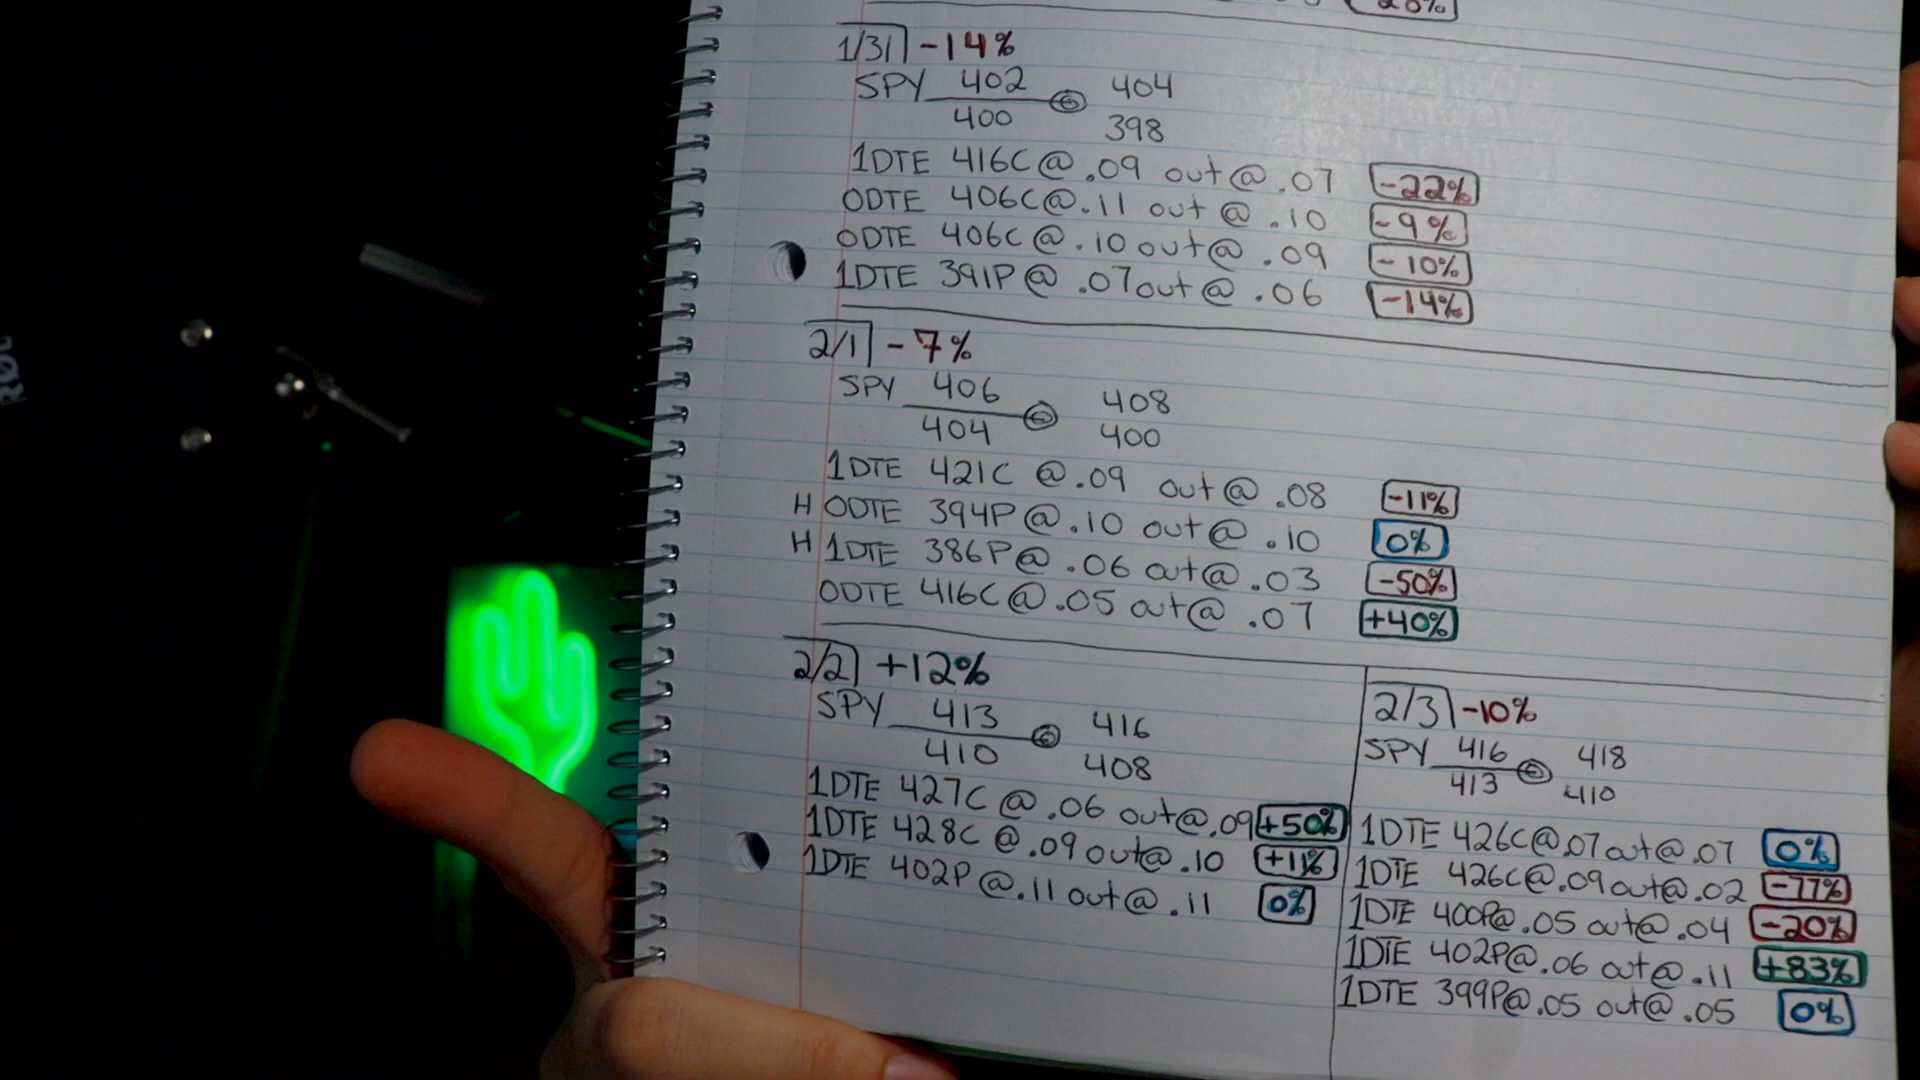 20%
1/31 -14%
SPY 402 404
400 398
1DTE 416C@ .09 out@ .07 -22%
0DTE 406C@.11 out @ .10 -9%
0DTE 406C@.10 out@ .09 -10%
1DTE 391P@ .07 out@ .06 -14%
2/1 -7%
SPY 406 408
404 400
1DTE 421C @.09 out@ .08 -11%
H 0DTE 394P@.10 out@ .10 0%
H 1DTE 386P@ .06 out@ .03 -50%
0DTE 416C@.05 out@ .07 +40%
2/2 +12%
SPY 413 416
410 408
1DTE 427C @ .06 out@.09 +50%
1DTE 428C @.09 out@.10 +11%
1DTE 402P@.11 out@ .11 0%
2/3 -10%
SPY 416 418
413 410
1DTE 426C@.07 out@.07 0%
1DTE 426C@.09 out@.02 -77%
1DTE 400P@.05 out@.04 -20%
1DTE 402P@.06 out@.11 +83%
1DTE 399P@.05 out@.05 0%